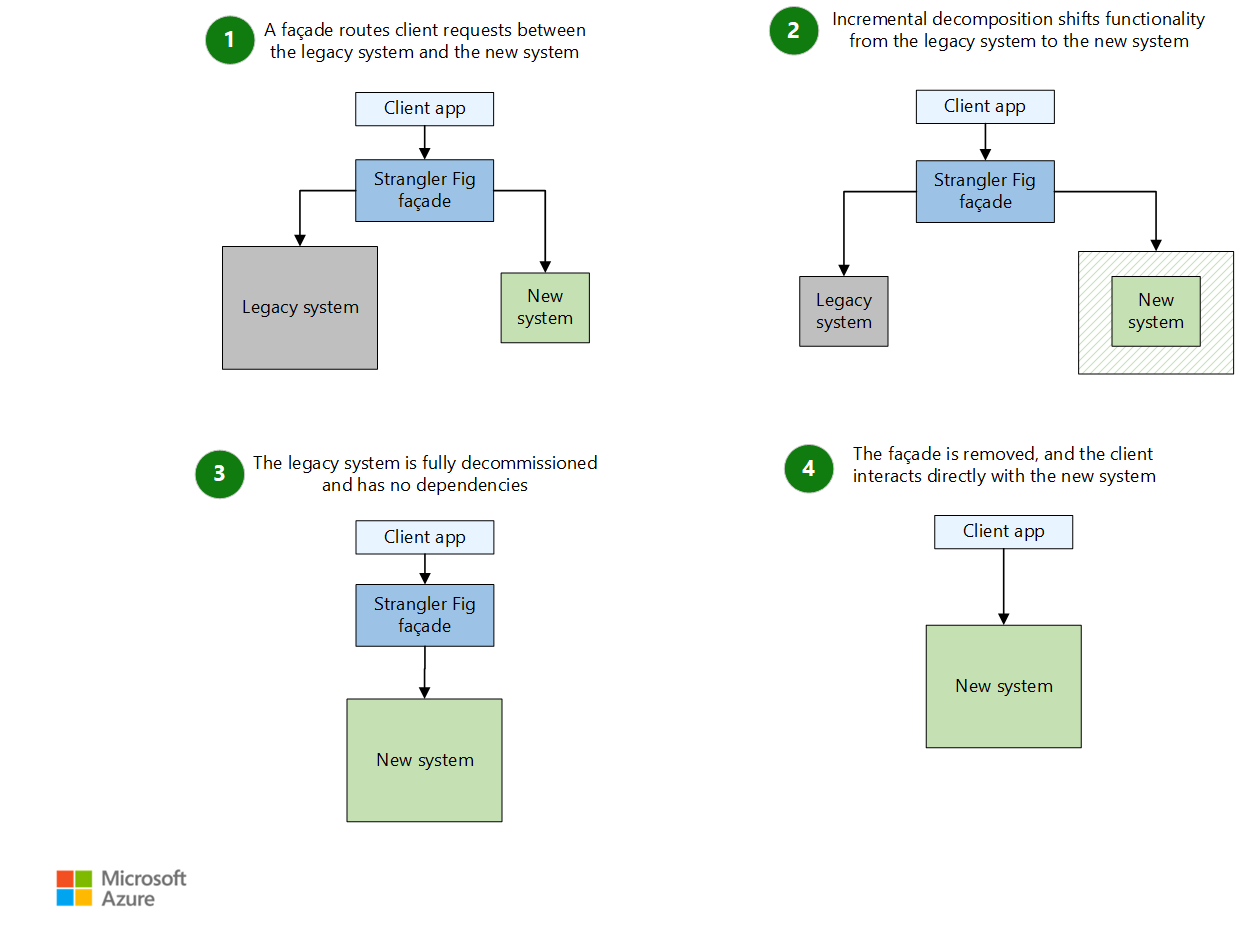 1
A façade routes client requests between
the legacy system and the new system
Client app
Strangler Fig
façade
Legacy system
New
system
2
Incremental decomposition shifts functionality
from the legacy system to the new system
Client app
Strangler Fig
façade
Legacy
system
New
system
3
The legacy system is fully decommissioned
and has no dependencies
Client app
Strangler Fig
façade
New system
4
The façade is removed, and the client
interacts directly with the new system
Client app
New system
Microsoft
Azure